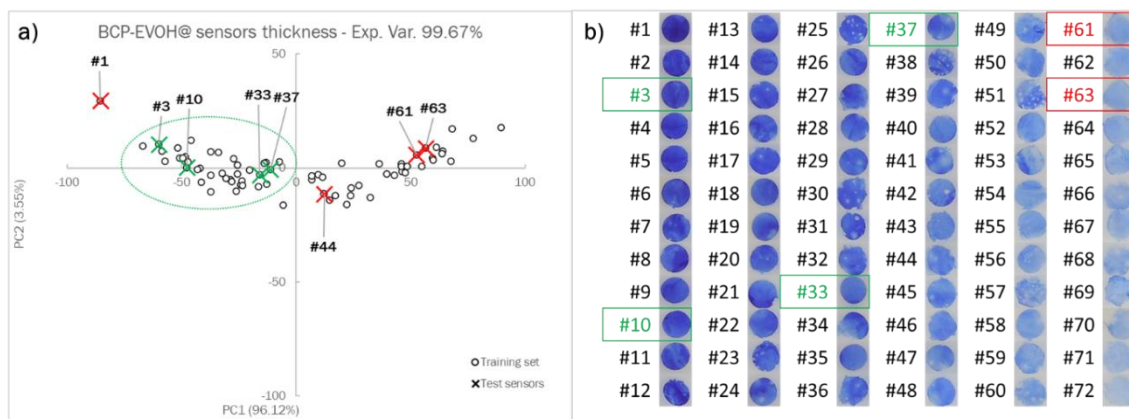 a)
BCP-EVOH@ sensors thickness - Exp. Var. 99.67%
50
#1
#3
#10
#33
#37
#61
#63
-100
-50
0
50
100
#44
-50
-100
PC2 (3.55%)
PC1 (96.12%)
Training set
Test sensors
b)
#1 #13 #25 #37 #49 #61
#2 #14 #26 #38 #50 #62
#3 #15 #27 #39 #51 #63
#4 #16 #28 #40 #52 #64
#5 #17 #29 #41 #53 #65
#6 #18 #30 #42 #54 #66
#7 #19 #31 #43 #55 #67
#8 #20 #32 #44 #56 #68
#9 #21 #33 #45 #57 #69
#10 #22 #34 #46 #58 #70
#11 #23 #35 #47 #59 #71
#12 #24 #36 #48 #60 #72